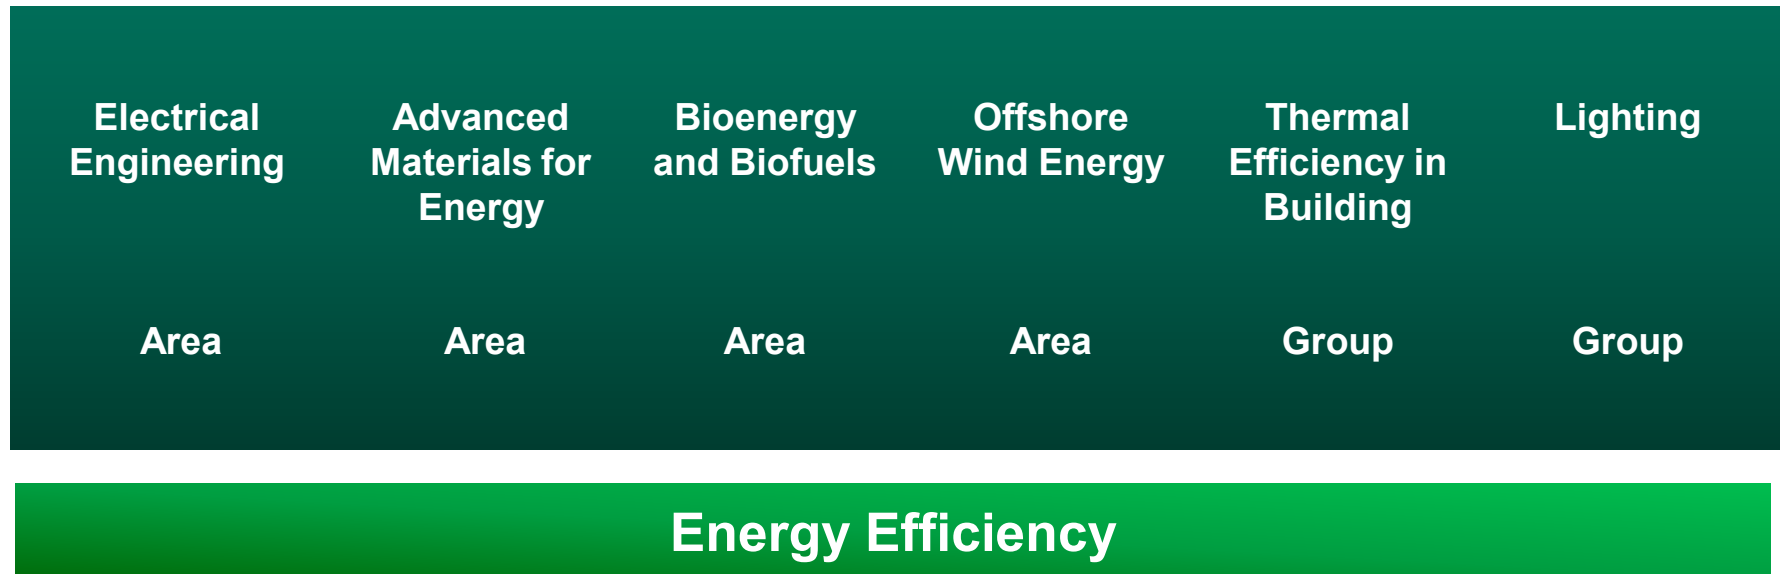 Electrical
Engineering
Advanced
Materials for
Energy
Bioenergy
and Biofuels
Offshore
Wind Energy
Thermal
Efficiency in
Building
Lighting
Area
Area
Area
Area
Group
Group
Energy Efficiency